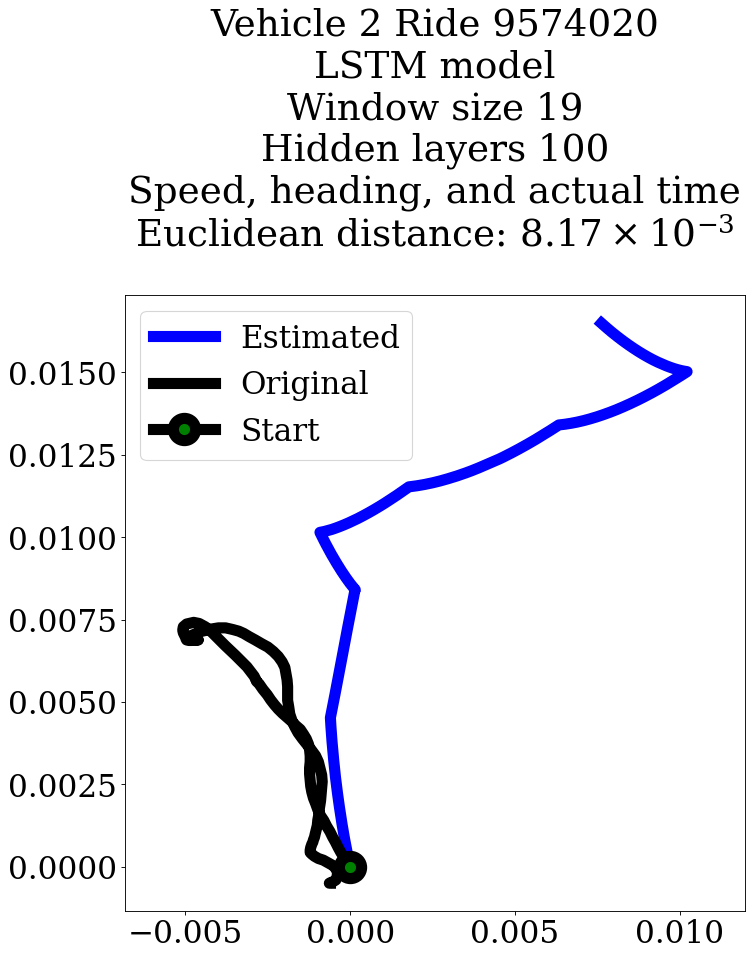 Vehicle 2 Ride 9574020
LSTM model
Window size 19
Hidden layers 100
Speed, heading, and actual time
Euclidean distance: 8.17 × 10⁻³
Estimated
Original
Start
0.0150
0.0125
0.0100
0.0075
0.0050
0.0025
0.0000
−0.005 0.000 0.005 0.010